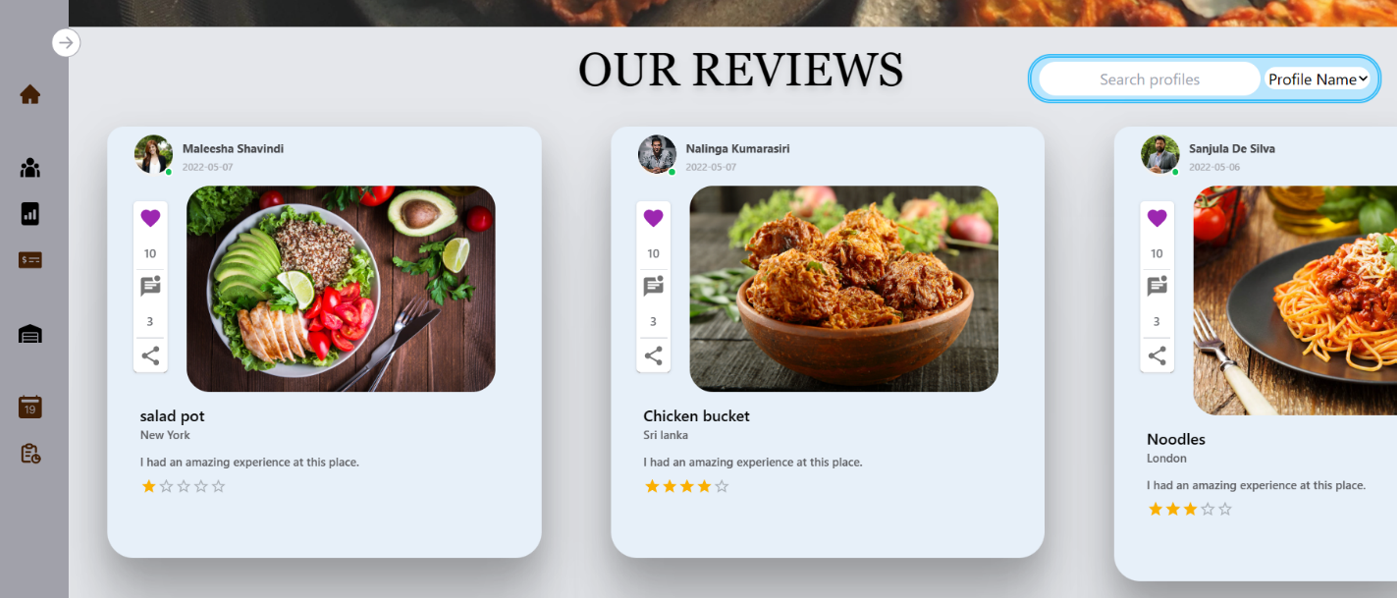 OUR REVIEWS
Search profiles
Profile Name
Maleesha Shavindi
2022-05-07
10
3
salad pot
New York
I had an amazing experience at this place.
Nalinga Kumarasiri
2022-05-07
10
3
Chicken bucket
Sri lanka
I had an amazing experience at this place.
Sanjula De Silva
2022-05-06
10
3
Noodles
London
I had an amazing experience at this place.
19